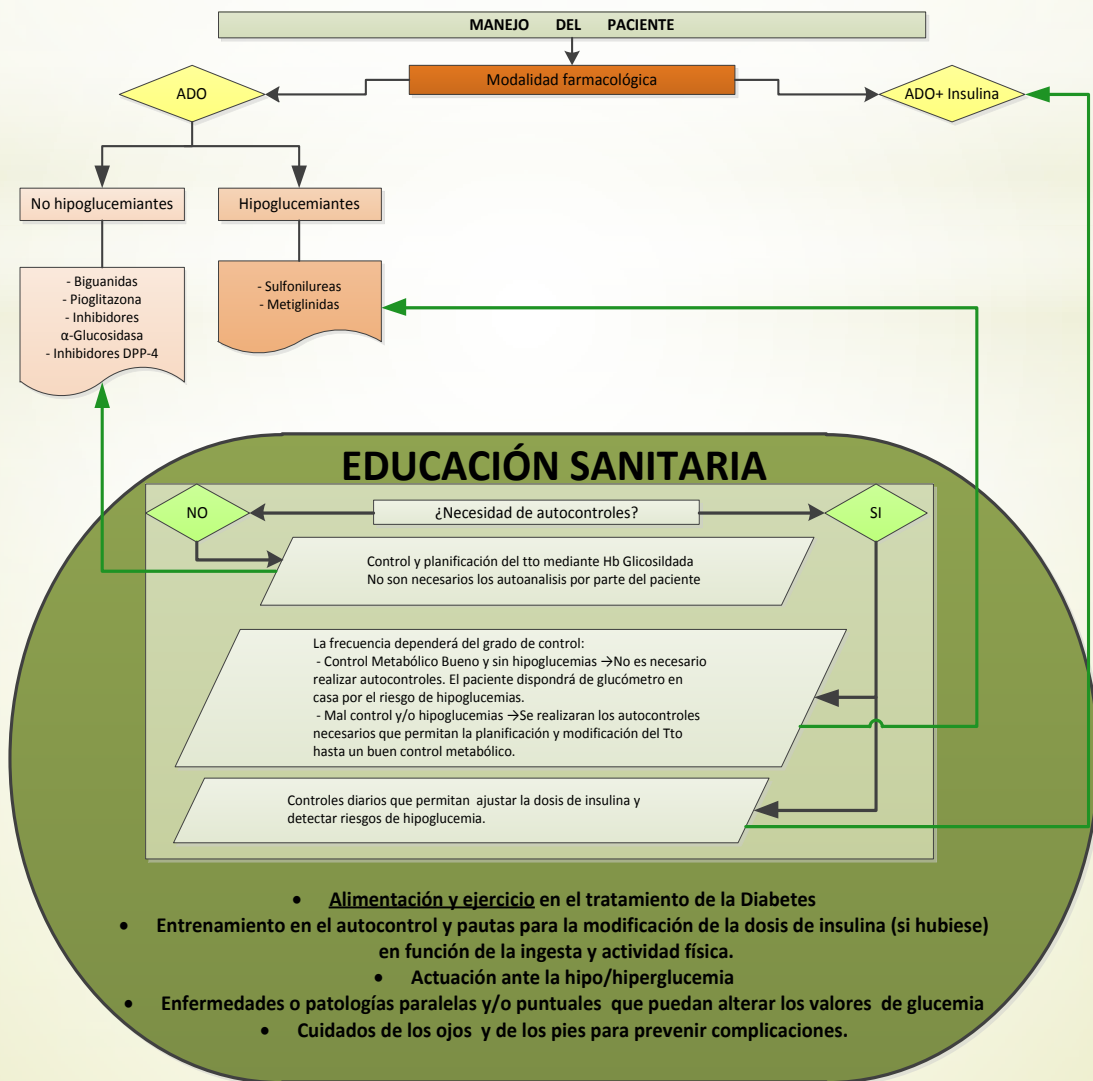 MANEJO DEL PACIENTE
Modalidad farmacológica
ADO
ADO+ Insulina
No hipoglucemiantes
Hipoglucemiantes
- Biguanidas
- Pioglitazona
- Inhibidores
α-Glucosidasa
- Inhibidores DPP-4
- Sulfonilureas
- Metiglinidas
EDUCACIÓN SANITARIA
NO
¿Necesidad de autocontroles?
SI
Control y planificación del tto mediante Hb Glicosildada
No son necesarios los autoanalisis por parte del paciente
La frecuencia dependerá del grado de control:
- Control Metabólico Bueno y sin hipoglucemias →No es necesario
realizar autocontroles. El paciente dispondrá de glucómetro en
casa por el riesgo de hipoglucemias.
- Mal control y/o hipoglucemias →Se realizaran los autocontroles
necesarios que permitan la planificación y modificación del Tto
hasta un buen control metabólico.
Controles diarios que permitan ajustar la dosis de insulina y
detectar riesgos de hipoglucemia.
• Alimentación y ejercicio en el tratamiento de la Diabetes
• Entrenamiento en el autocontrol y pautas para la modificación de la dosis de insulina (si hubiese)
en función de la ingesta y actividad física.
• Actuación ante la hipo/hiperglucemia
• Enfermedades o patologías paralelas y/o puntuales que puedan alterar los valores de glucemia
• Cuidados de los ojos y de los pies para prevenir complicaciones.